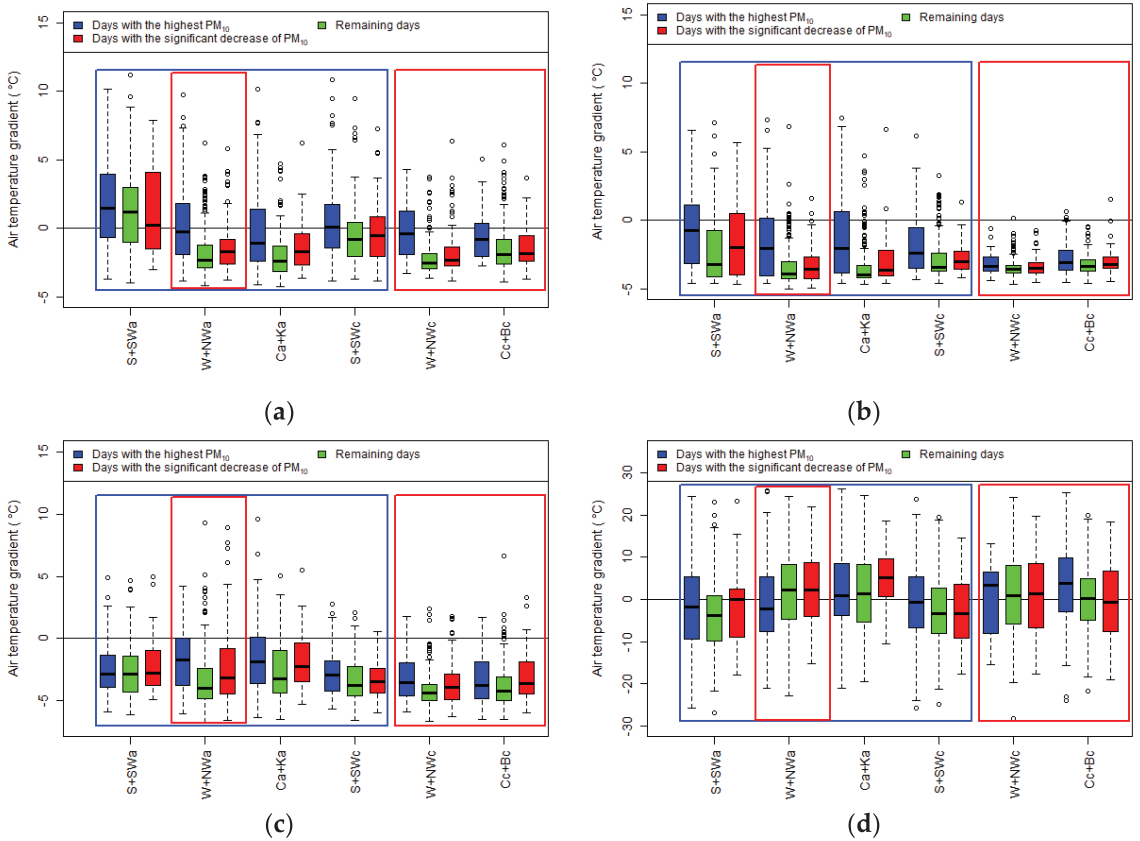 Days with the highest PM10
Remaining days
Days with the significant decrease of PM10
Air temperature gradient ( °C)
15
10
5
0
-5
S+SWa
W+NWa
Ca+Ka
S+SWc
W+NWc
Cc+Bc
(a)
Days with the highest PM10
Remaining days
Days with the significant decrease of PM10
Air temperature gradient ( °C)
15
10
5
0
-5
S+SWa
W+NWa
Ca+Ka
S+SWc
W+NWc
Cc+Bc
(b)
Days with the highest PM10
Remaining days
Days with the significant decrease of PM10
Air temperature gradient ( °C)
15
10
5
0
-5
S+SWa
W+NWa
Ca+Ka
S+SWc
W+NWc
Cc+Bc
(c)
Days with the highest PM10
Remaining days
Days with the significant decrease of PM10
Air temperature gradient ( °C)
30
20
10
0
-10
-20
-30
S+SWa
W+NWa
Ca+Ka
S+SWc
W+NWc
Cc+Bc
(d)